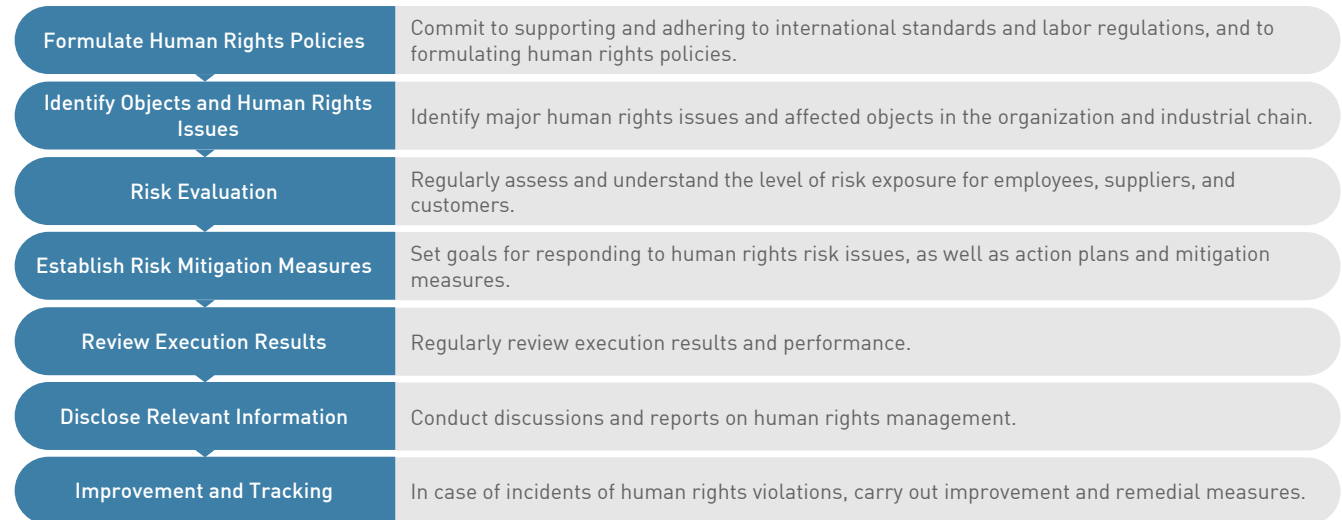 Formulate Human Rights Policies
Commit to supporting and adhering to international standards and labor regulations, and to
formulating human rights policies.
Identify Objects and Human Rights
Issues
Identify major human rights issues and affected objects in the organization and industrial chain.
Risk Evaluation
Regularly assess and understand the level of risk exposure for employees, suppliers, and
customers.
Establish Risk Mitigation Measures
Set goals for responding to human rights risk issues, as well as action plans and mitigation
measures.
Review Execution Results
Regularly review execution results and performance.
Disclose Relevant Information
Conduct discussions and reports on human rights management.
Improvement and Tracking
In case of incidents of human rights violations, carry out improvement and remedial measures.